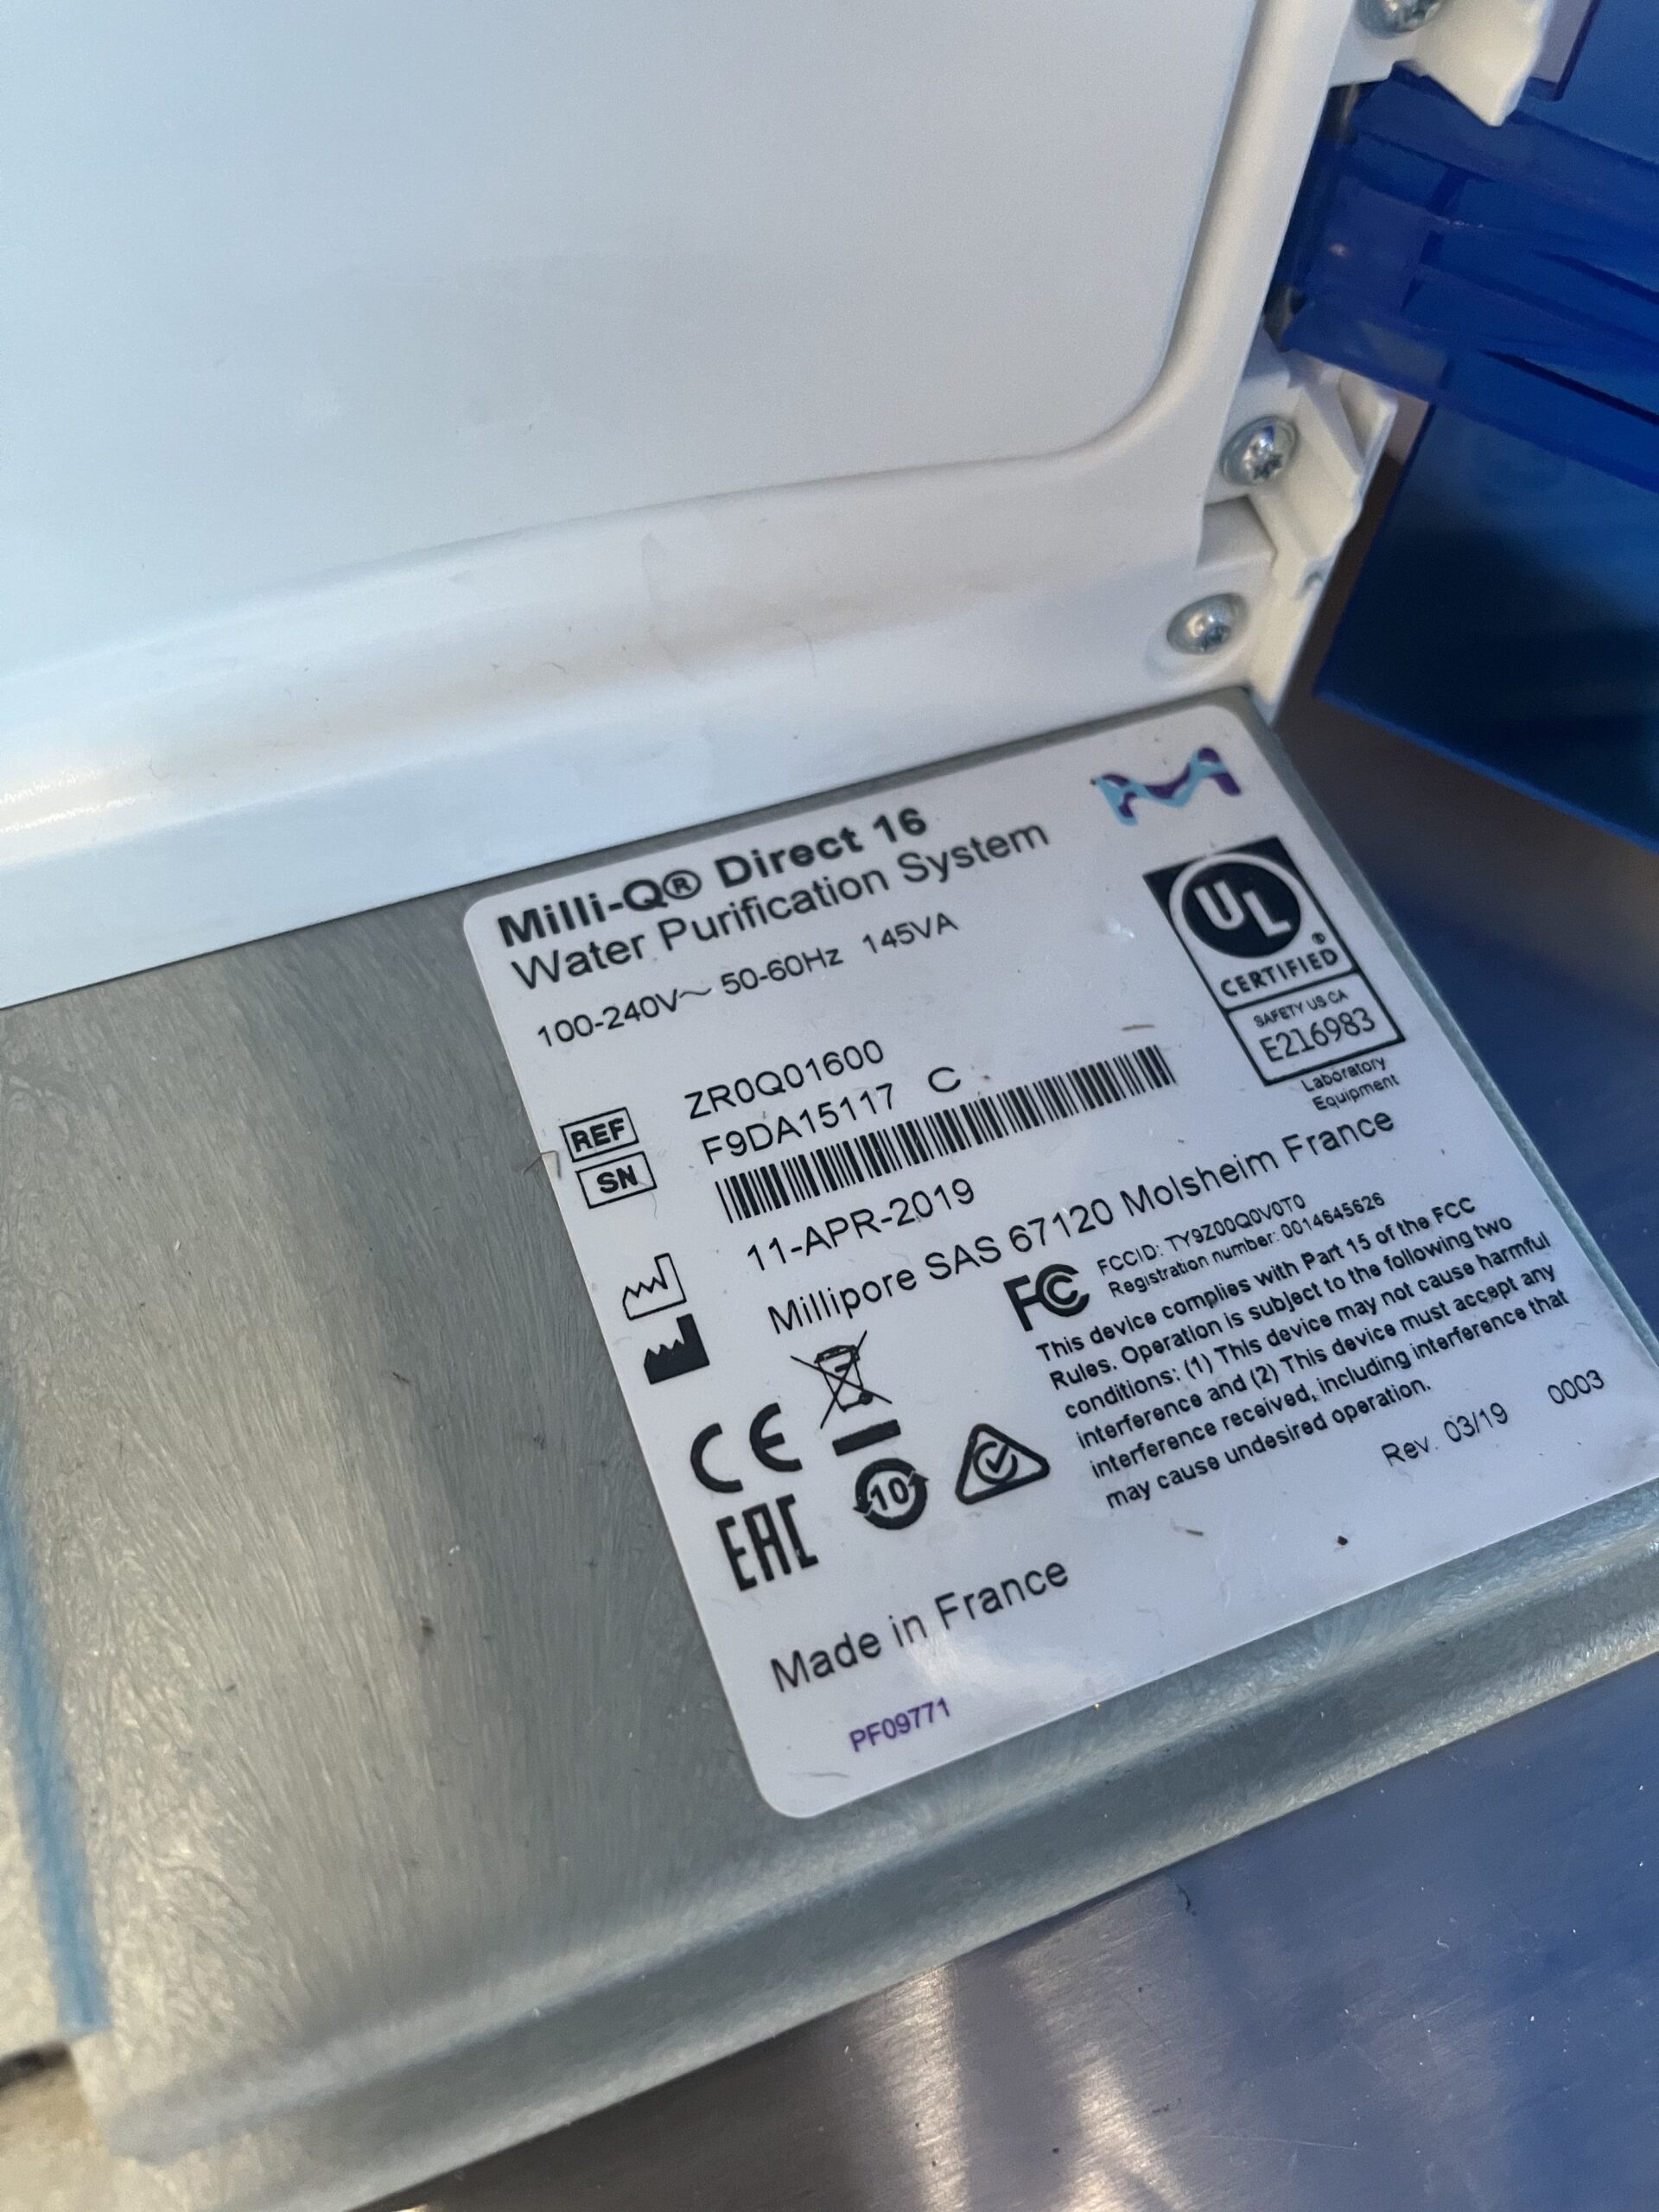 Milli-Q® Direct 16
Water Purification System
100-240V~ 50-60Hz 145VA
UL
CERTIFIED®
SAFETY US CA
E216983
Laboratory
Equipment
REF ZR0Q01600
SN F9DA15117 C
11-APR-2019
Millipore SAS 67120 Molsheim France
FC
FCCID: TY9Z00Q0V0T0
Registration number: 0014645626
This device complies with Part 15 of the FCC
Rules. Operation is subject to the following two
conditions: (1) This device may not cause harmful
interference and (2) This device must accept any
interference received, including interference that
may cause undesired operation.
Rev. 03/19 0003
CE
EAC
10
Made in France
PF09771